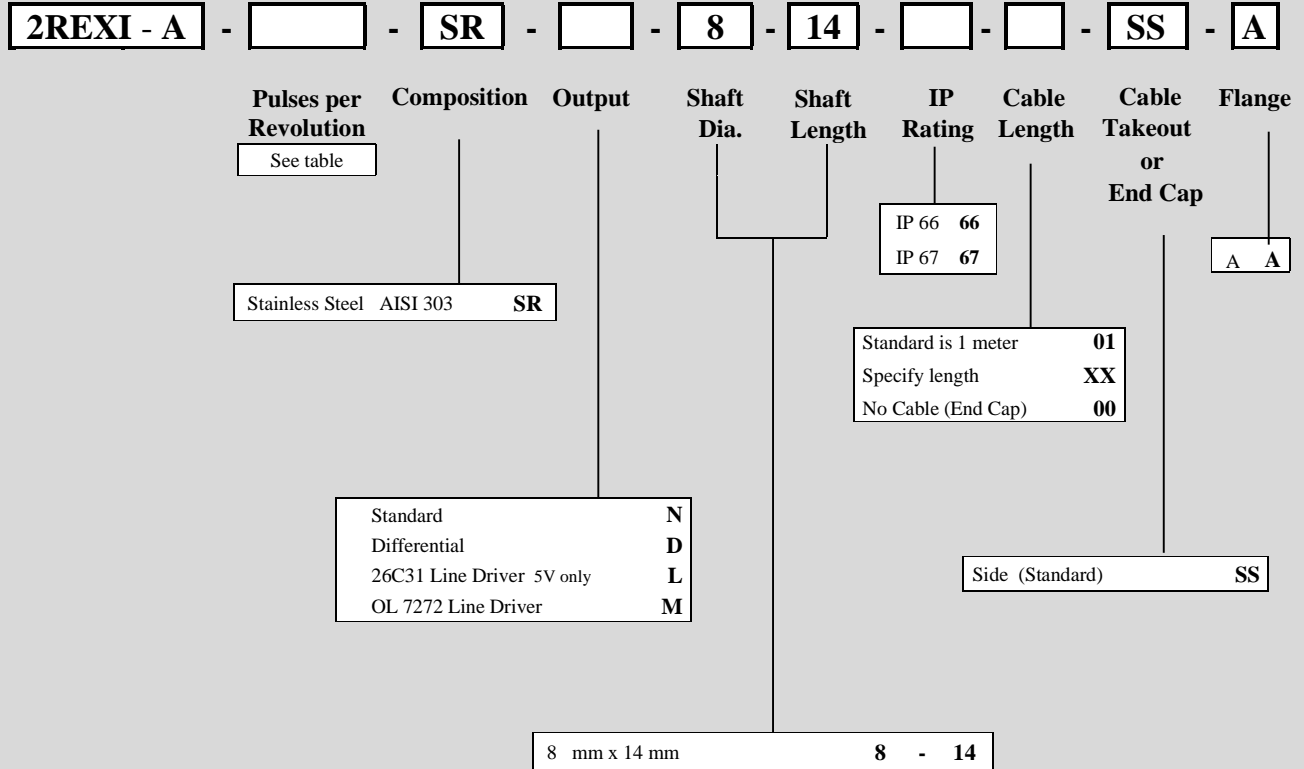 2REXI - A - - SR - - 8 - 14 - - - SS - A
Pulses per Revolution
See table
Composition
Output
Shaft Dia.
Shaft Length
IP Rating
Cable Length
Cable Takeout or End Cap
Flange
IP 66 66
IP 67 67
A A
Stainless Steel AISI 303 SR
Standard is 1 meter 01
Specify length XX
No Cable (End Cap) 00
Standard N
Differential D
26C31 Line Driver 5V only L
OL 7272 Line Driver M
Side (Standard) SS
8 mm x 14 mm 8 - 14